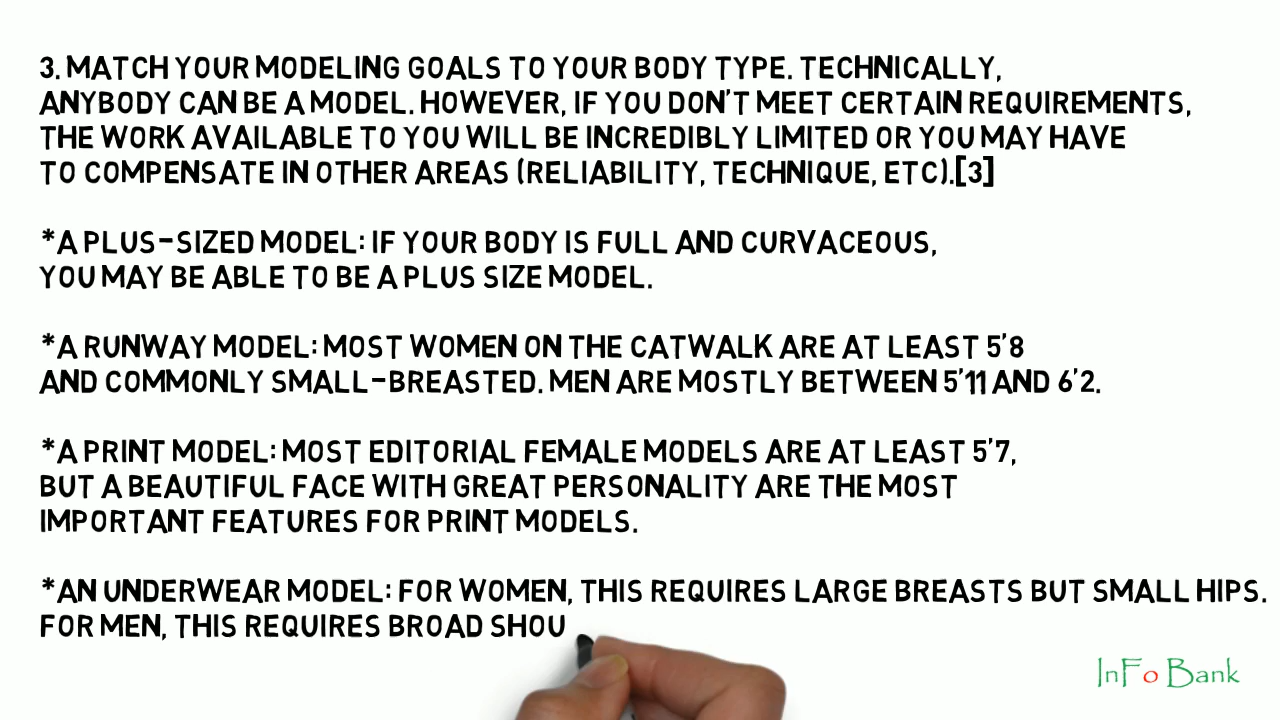 3. MATCH YOUR MODELING GOALS TO YOUR BODY TYPE. TECHNICALLY,
ANYBODY CAN BE A MODEL. HOWEVER, IF YOU DON'T MEET CERTAIN REQUIREMENTS,
THE WORK AVAILABLE TO YOU WILL BE INCREDIBLY LIMITED OR YOU MAY HAVE
TO COMPENSATE IN OTHER AREAS (RELIABILITY, TECHNIQUE, ETC).[3]
*A PLUS-SIZED MODEL: IF YOUR BODY IS FULL AND CURVACEOUS,
YOU MAY BE ABLE TO BE A PLUS SIZE MODEL.
*A RUNWAY MODEL: MOST WOMEN ON THE CATWALK ARE AT LEAST 5'8
AND COMMONLY SMALL-BREASTED. MEN ARE MOSTLY BETWEEN 5'11 AND 6'2.
*A PRINT MODEL: MOST EDITORIAL FEMALE MODELS ARE AT LEAST 5'7,
BUT A BEAUTIFUL FACE WITH GREAT PERSONALITY ARE THE MOST
IMPORTANT FEATURES FOR PRINT MODELS.
*AN UNDERWEAR MODEL: FOR WOMEN, THIS REQUIRES LARGE BREASTS BUT SMALL HIPS.
FOR MEN, THIS REQUIRES BROAD SHOU
InFo Bank